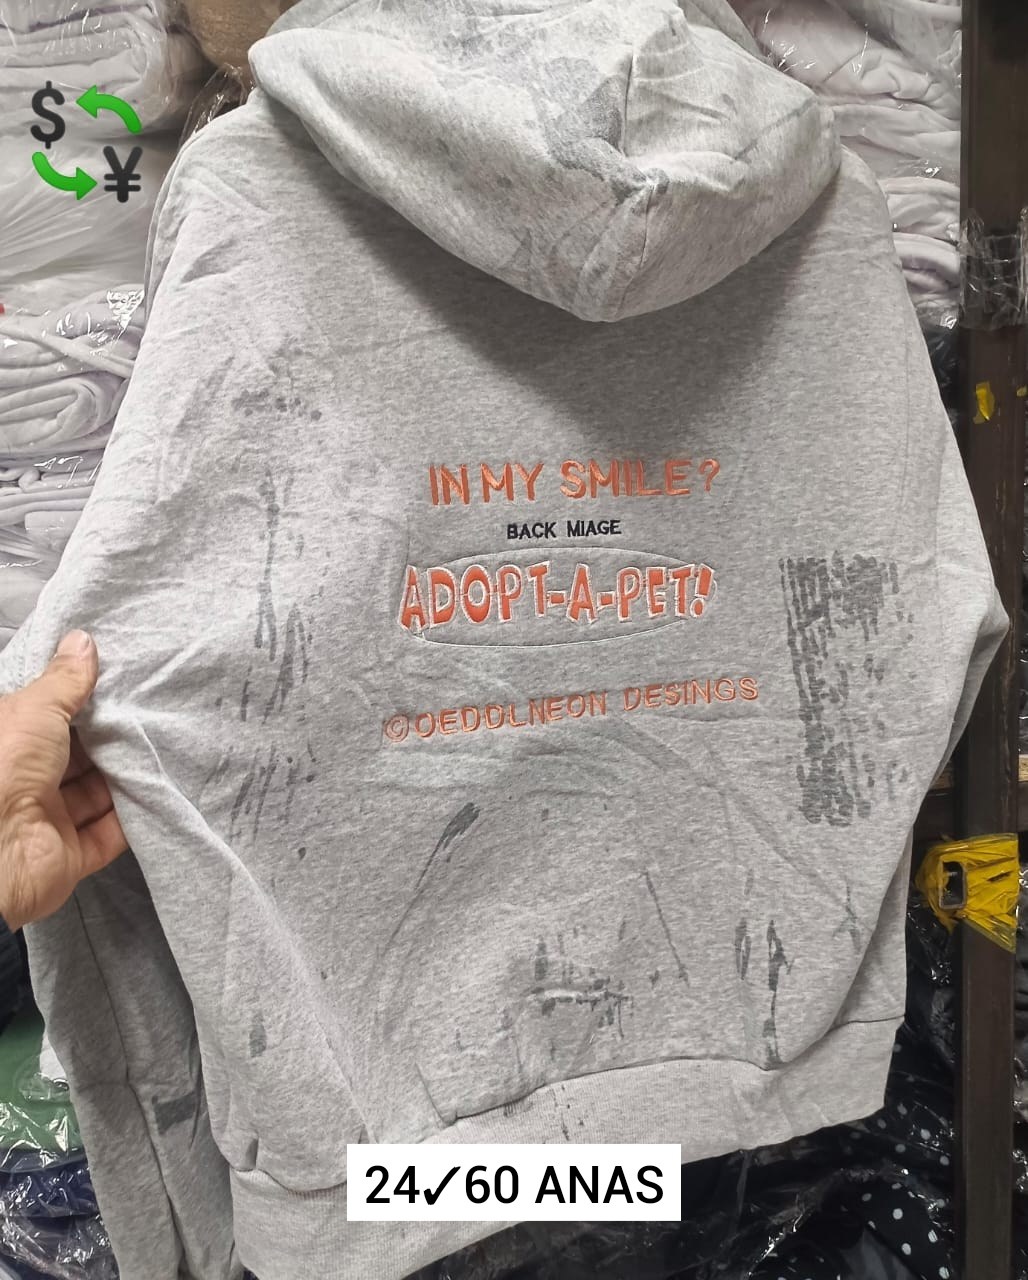 $
¥
IN MY SMILE?
BACK MIAGE
ADOPT-A-PET!
©OEDDLNEON DESINGS
24✓60 ANAS